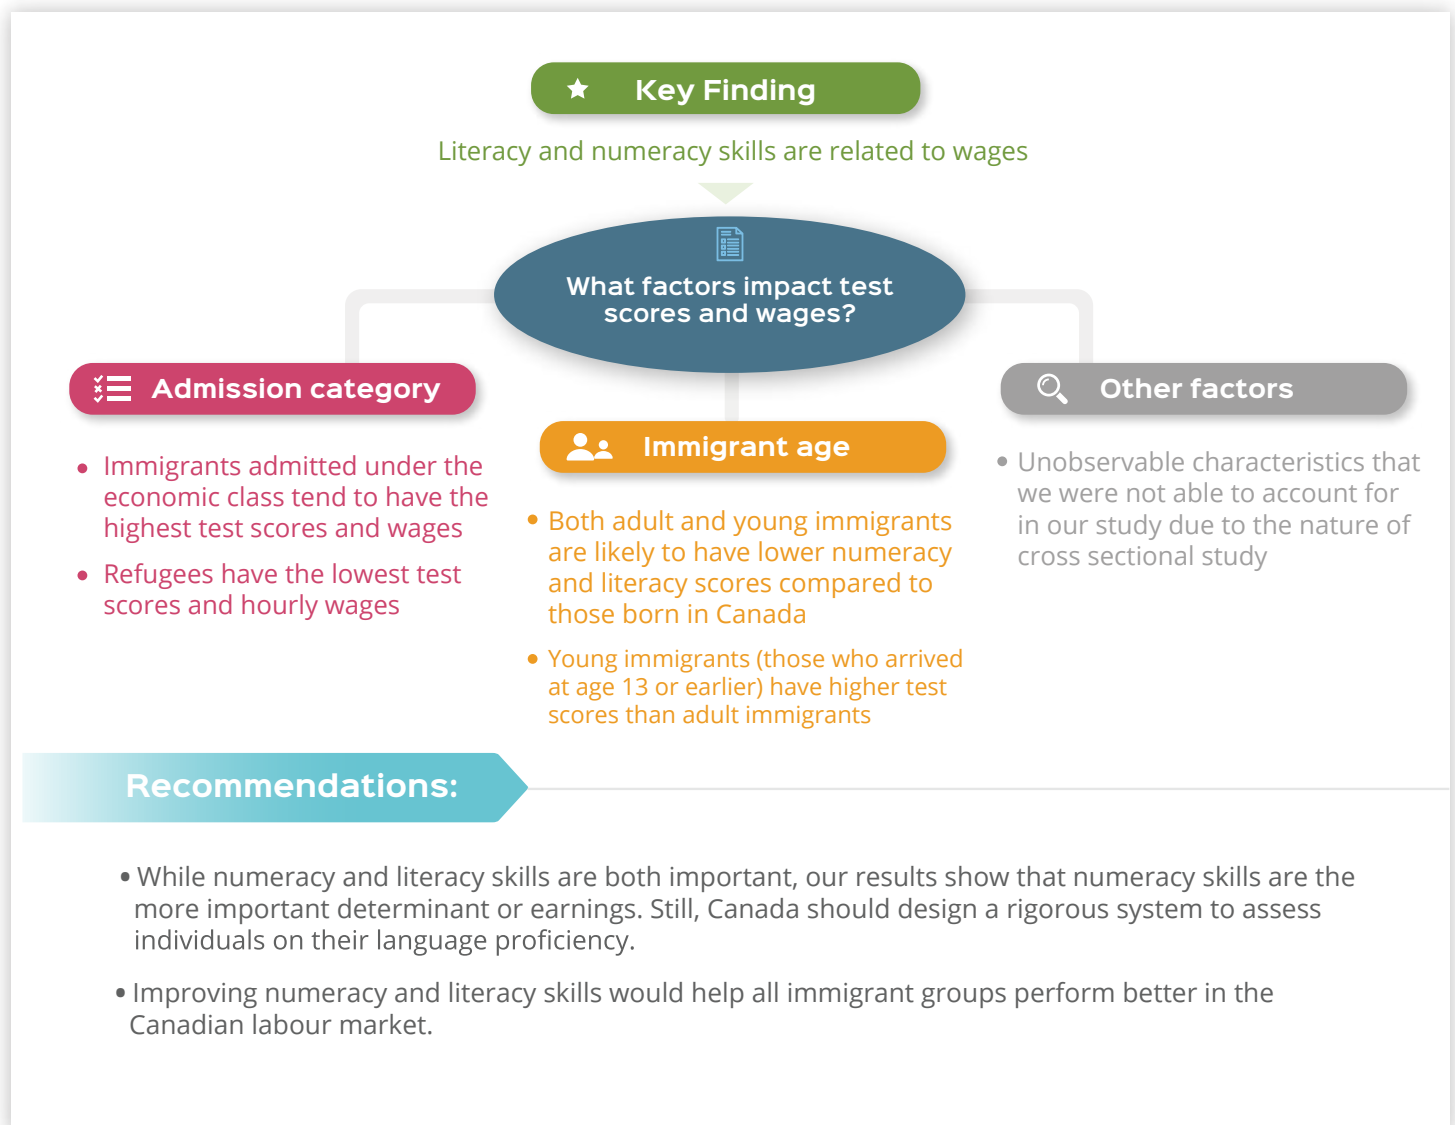 Key Finding
Literacy and numeracy skills are related to wages
What factors impact test
scores and wages?
Admission category
• Immigrants admitted under the
economic class tend to have the
highest test scores and wages
• Refugees have the lowest test
scores and hourly wages
Immigrant age
• Both adult and young immigrants
are likely to have lower numeracy
and literacy scores compared to
those born in Canada
• Young immigrants (those who arrived
at age 13 or earlier) have higher test
scores than adult immigrants
Other factors
• Unobservable characteristics that
we were not able to account for
in our study due to the nature of
cross sectional study
Recommendations:
• While numeracy and literacy skills are both important, our results show that numeracy skills are the
more important determinant or earnings. Still, Canada should design a rigorous system to assess
individuals on their language proficiency.
• Improving numeracy and literacy skills would help all immigrant groups perform better in the
Canadian labour market.